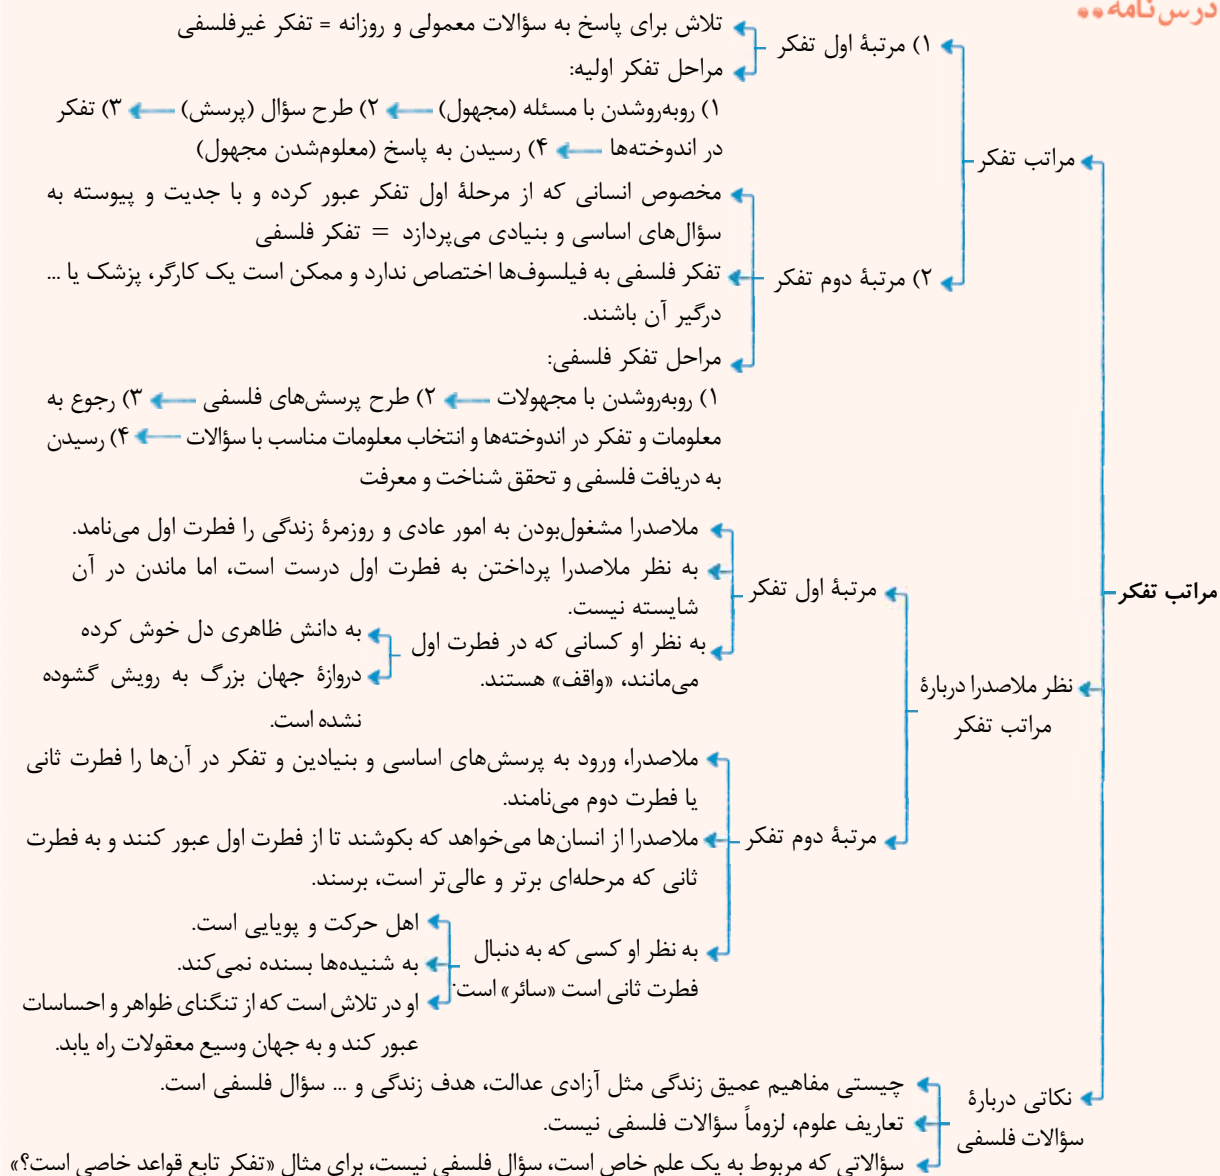 درس‌نامه
مراتب تفکر
مراتب تفکر
۱) مرتبهٔ اول تفکر
تلاش برای پاسخ به سؤالات معمولی و روزانه = تفکر غیرفلسفی
مراحل تفکر اولیه:
۱) روبه‌روشدن با مسئله (مجهول) ← ۲) طرح سؤال (پرسش) ← ۳) تفکر
در اندوخته‌ها ← ۴) رسیدن به پاسخ (معلوم‌شدن مجهول)
۲) مرتبهٔ دوم تفکر
مخصوص انسانی که از مرحلهٔ اول تفکر عبور کرده و با جدیت و پیوسته به
سؤال‌های اساسی و بنیادی می‌پردازد = تفکر فلسفی
تفکر فلسفی به فیلسوف‌ها اختصاص ندارد و ممکن است یک کارگر، پزشک یا ...
درگیر آن باشند.
مراحل تفکر فلسفی:
۱) روبه‌روشدن با مجهولات ← ۲) طرح پرسش‌های فلسفی ← ۳) رجوع به
معلومات و تفکر در اندوخته‌ها و انتخاب معلومات مناسب با سؤالات ← ۴) رسیدن
به دریافت فلسفی و تحقق شناخت و معرفت
نظر ملاصدرا دربارهٔ
مراتب تفکر
مرتبهٔ اول تفکر
ملاصدرا مشغول‌بودن به امور عادی و روزمرهٔ زندگی را فطرت اول می‌نامد.
به نظر ملاصدرا پرداختن به فطرت اول درست است، اما ماندن در آن
شایسته نیست.
به نظر او کسانی که در فطرت اول
می‌مانند، «واقف» هستند.
به دانش ظاهری دل خوش کرده
دروازهٔ جهان بزرگ به رویش گشوده
نشده است.
مرتبهٔ دوم تفکر
ملاصدرا، ورود به پرسش‌های اساسی و بنیادین و تفکر در آن‌ها را فطرت ثانی
یا فطرت دوم می‌نامند.
ملاصدرا از انسان‌ها می‌خواهد که بکوشند تا از فطرت اول عبور کنند و به فطرت
ثانی که مرحله‌ای برتر و عالی‌تر است، برسند.
به نظر او کسی که به دنبال
فطرت ثانی است «سائر» است.
اهل حرکت و پویایی است.
به شنیده‌ها بسنده نمی‌کند.
او در تلاش است که از تنگنای ظواهر و احساسات
عبور کند و به جهان وسیع معقولات راه یابد.
نکاتی دربارهٔ
سؤالات فلسفی
چیستی مفاهیم عمیق زندگی مثل آزادی عدالت، هدف زندگی و ... سؤال فلسفی است.
تعاریف علوم، لزوماً سؤالات فلسفی نیست.
سؤالاتی که مربوط به یک علم خاص است، سؤال فلسفی نیست، برای مثال «تفکر تابع قواعد خاصی است؟»